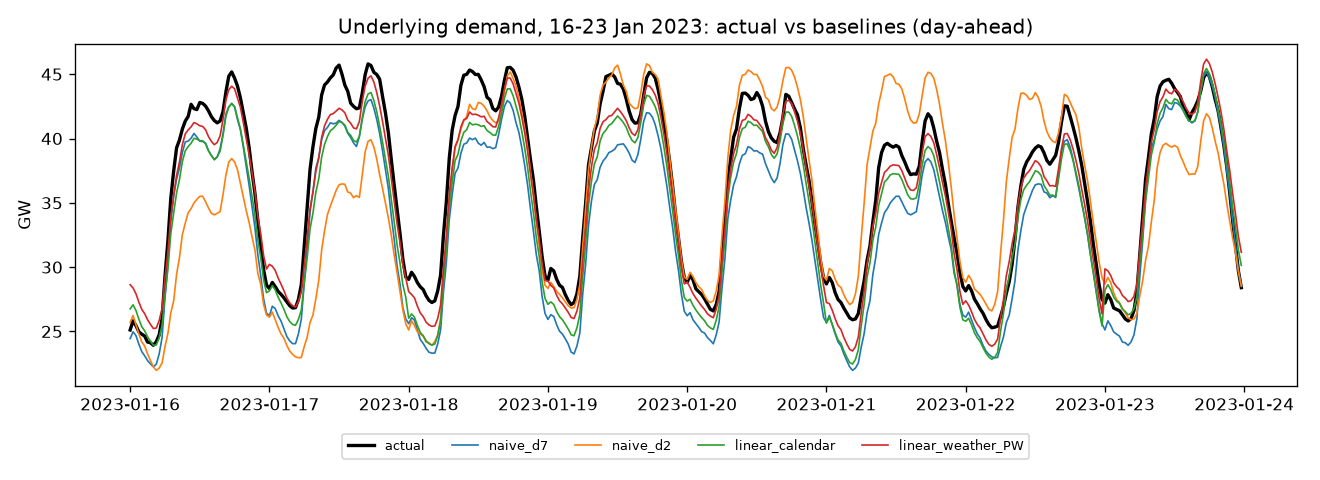 Underlying demand, 16-23 Jan 2023: actual vs baselines (day-ahead)
45
40
35
30
25
GW
2023-01-16 2023-01-17 2023-01-18 2023-01-19 2023-01-20 2023-01-21 2023-01-22 2023-01-23 2023-01-24
actual naive_d7 naive_d2 linear_calendar linear_weather_PW